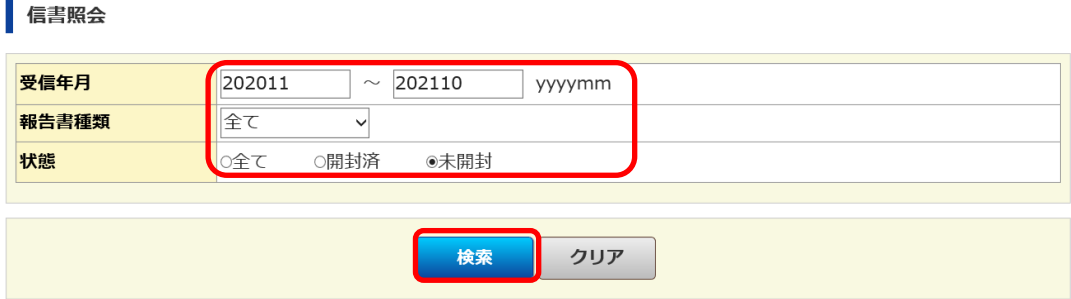 信書照会
受信年月 202011 ～ 202110 yyyymm
報告書種類 全て
状態 ○全て ○開封済 ◉未開封
検索 クリア